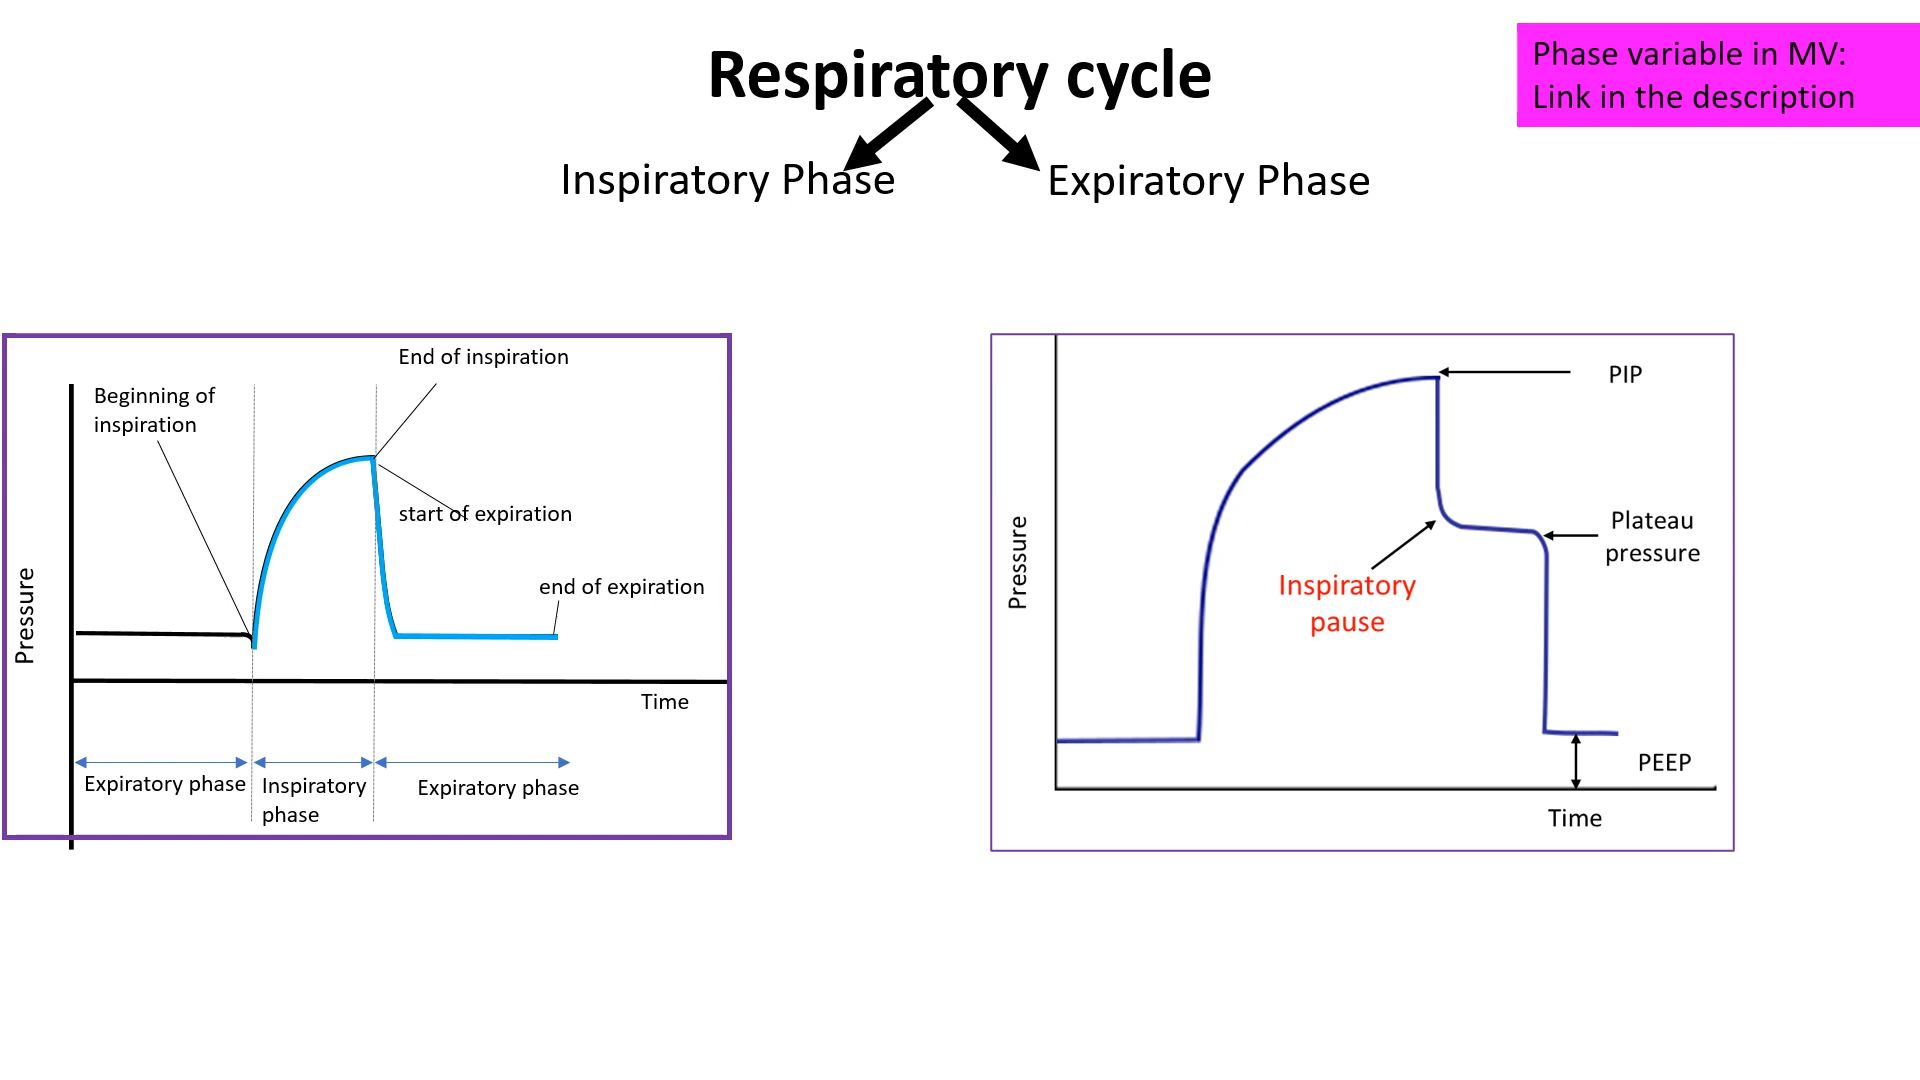 Respiratory cycle
Phase variable in MV:
Link in the description
Inspiratory Phase
Expiratory Phase
End of inspiration
Beginning of
inspiration
start of expiration
end of expiration
Pressure
Time
Expiratory phase
Inspiratory
phase
Expiratory phase
PIP
Plateau
pressure
Inspiratory
pause
Pressure
PEEP
Time